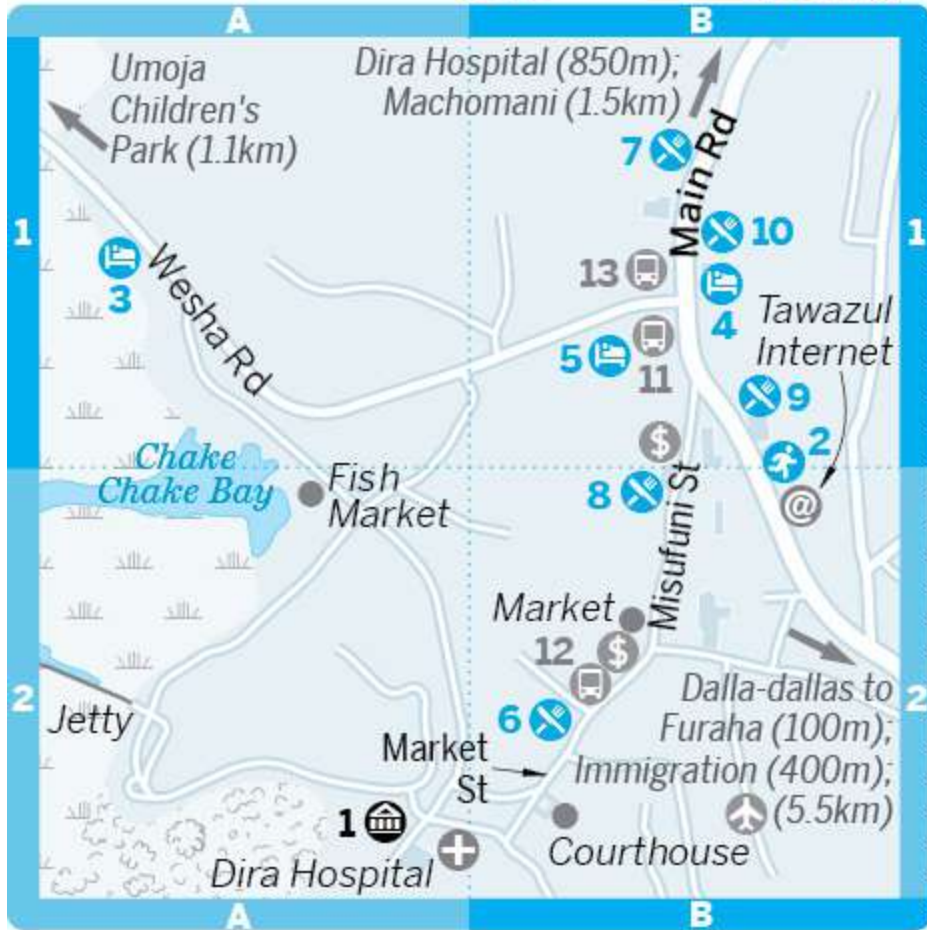 A
B
Umoja
Children's
Park (1.1km)
Dira Hospital (850m);
Machomani (1.5km)
7
Main Rd
1
1
10
13
3
Wesha Rd
4
Tawazul
Internet
5
11
9
$
2
Chake
Chake Bay
Fish
Market
8
@
Misufuni St
Market
12
$
2
2
Jetty
6
Dalla-dallas to
Furaha (100m);
Immigration (400m);
(5.5km)
Market
St
1
Dira Hospital
Courthouse
A
B